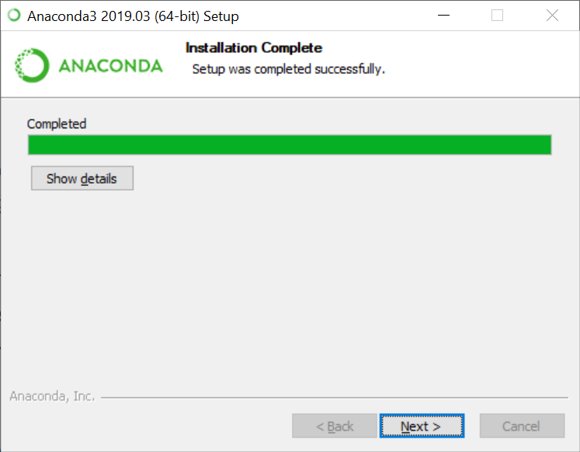 Anaconda3 2019.03 (64-bit) Setup
ANACONDA
Installation Complete
Setup was completed successfully.
Completed
Show details
Anaconda, Inc.
< Back
Next >
Cancel